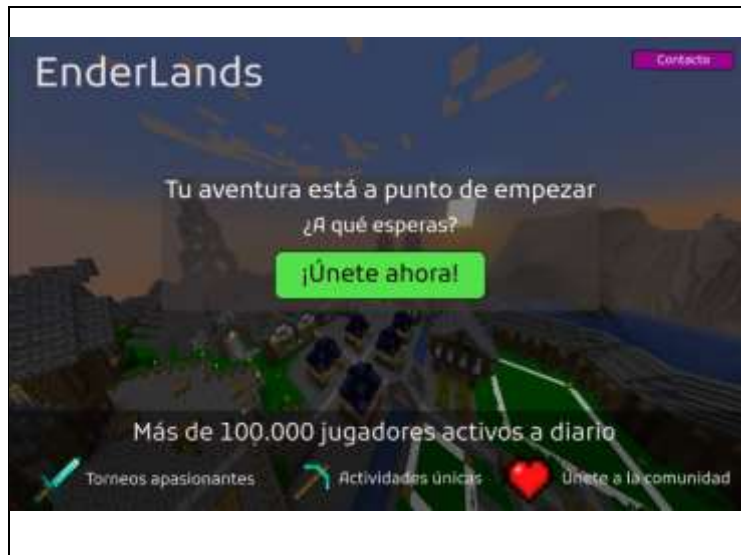 EnderLands
Contacto
Tu aventura está a punto de empezar
¿A qué esperas?
¡Únete ahora!
Más de 100.000 jugadores activos a diario
Torneos apasionantes
Actividades únicas
Únete a la comunidad